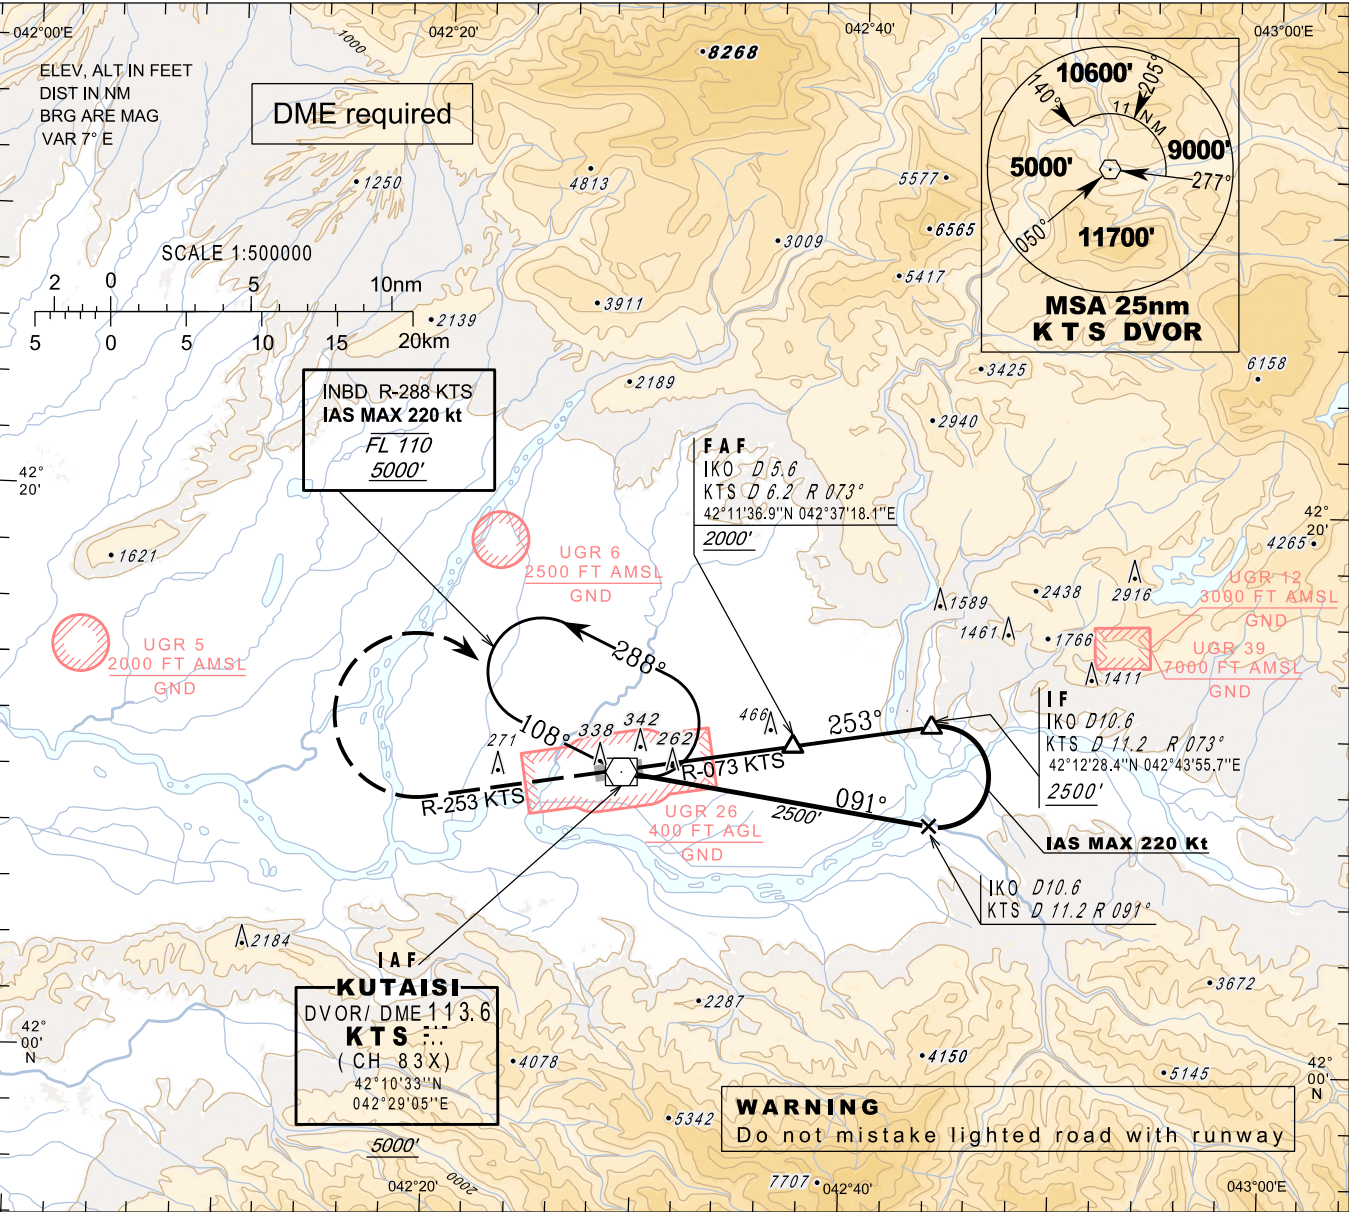 042°00'E
042°20'
042°40'
043°00'E
ELEV, ALT IN FEET
DIST IN NM
BRG ARE MAG
VAR 7° E
DME required
1000
8268
10600'
140°
205°
11 NM
5000'
9000'
277°
050°
11700'
MSA 25nm
KTS DVOR
1250
4813
5577
6565
3009
5417
SCALE 1:500000
2 0 5 10nm
5 0 5 10 15 20km
3911
2139
2189
3425
6158
2940
INBD R-288 KTS
IAS MAX 220 kt
FL 110
5000'
FAF
IKO D 5.6
KTS D 6.2 R 073°
42°11'36.9"N 042°37'18.1"E
2000'
42°
20'
42°
20'
4265
1621
UGR 6
2500 FT AMSL
GND
UGR 5
2000 FT AMSL
GND
1589
2438
2916
UGR 12
3000 FT AMSL
GND
1461
1766
UGR 39
7000 FT AMSL
GND
1411
288°
108°
338
342
262
271
466
253°
R-073 KTS
R-253 KTS
091°
2500'
UGR 26
400 FT AGL
GND
IF
IKO D10.6
KTS D 11.2 R 073°
42°12'28.4"N 042°43'55.7"E
2500'
IAS MAX 220 Kt
IKO D10.6
KTS D 11.2 R 091°
2184
IAF
KUTAISI
DVOR/ DME 113.6
KTS
(CH 83X)
42°10'33"N
042°29'05"E
5000'
42°
00'
N
42°
00'
N
2287
3672
4078
4150
5145
5342
7707
WARNING
Do not mistake lighted road with runway
2000
042°20'
042°40'
043°00'E